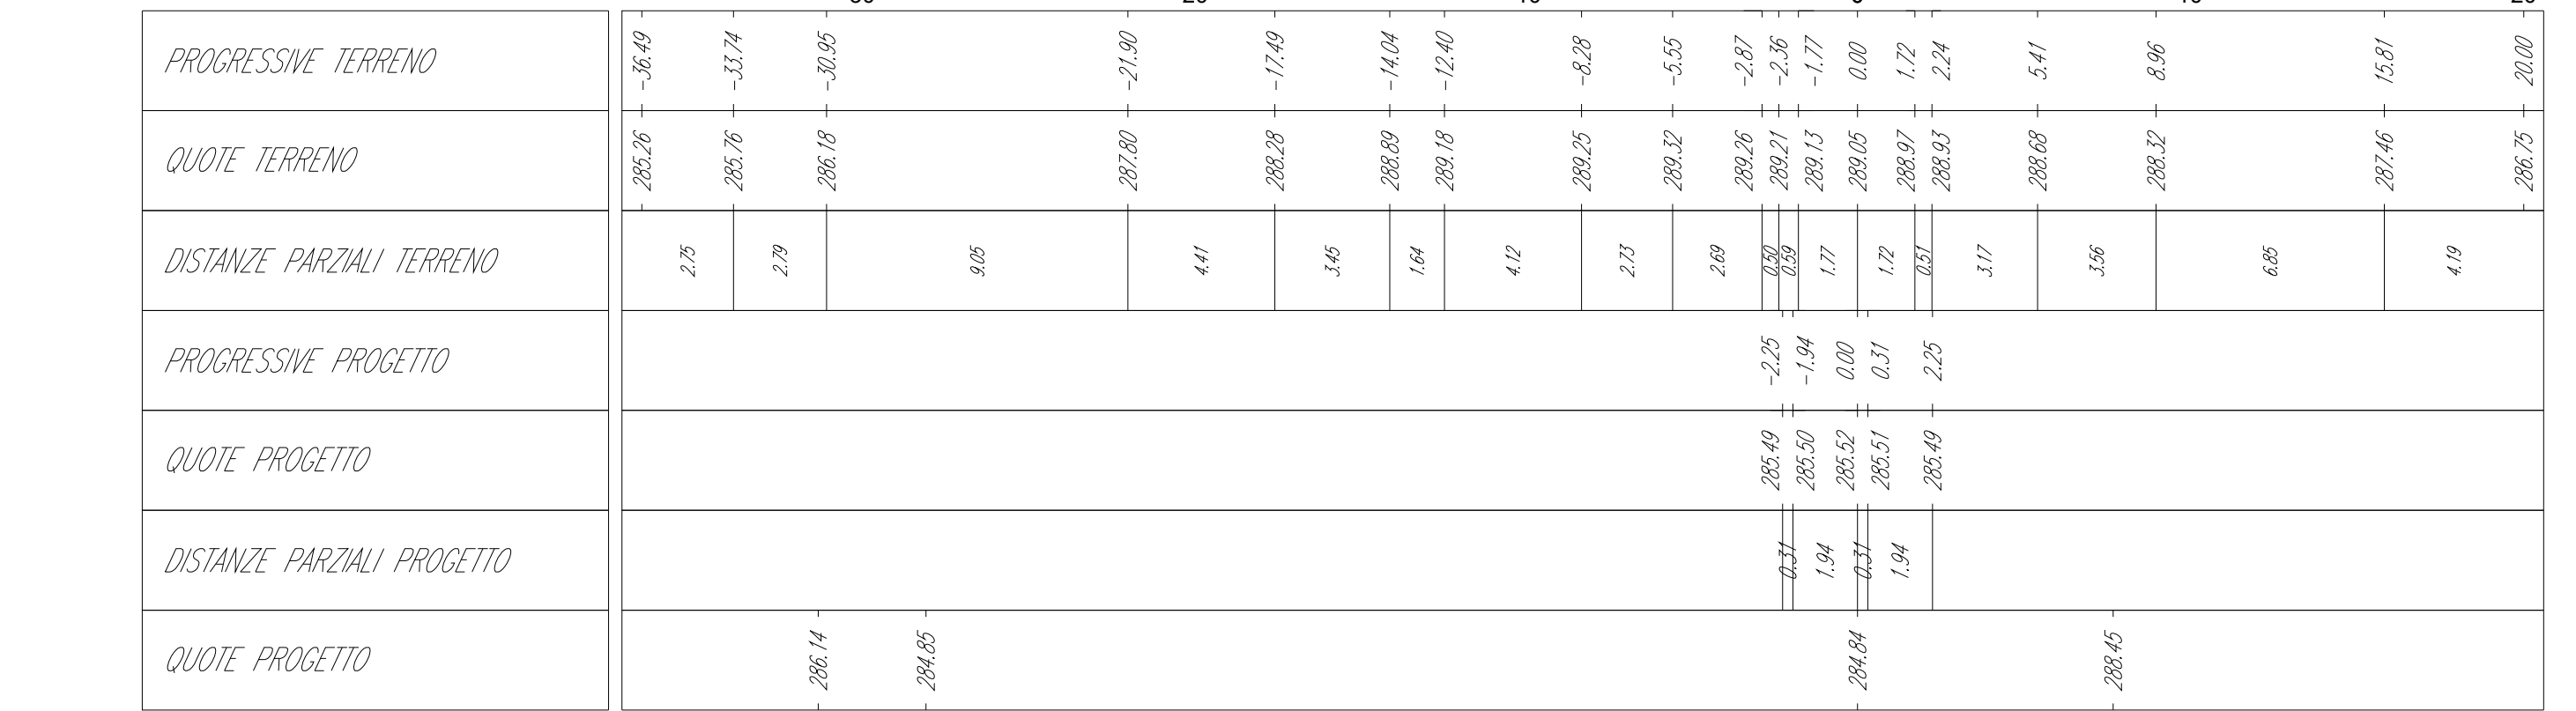 PROGRESSIVE TERRENO -36.49 -33.74 -30.95 -21.90 -17.49 -14.04 -12.40 -8.28 -5.55 -2.87 -2.36 -1.77 0.00 1.72 2.24 5.41 8.96 15.81 20.00
QUOTE TERRENO 285.26 285.76 286.18 287.80 288.28 288.89 289.18 289.25 289.32 289.26 289.21 289.13 289.05 288.97 288.93 288.68 288.32 287.46 286.75
DISTANZE PARZIALI TERRENO 2.75 2.79 9.05 4.41 3.45 1.64 4.12 2.73 2.69 0.50 0.59 1.77 1.72 0.51 3.17 3.56 6.85 4.19
PROGRESSIVE PROGETTO -2.25 -1.94 0.00 0.31 2.25
QUOTE PROGETTO 285.49 285.50 285.52 285.51 285.49
DISTANZE PARZIALI PROGETTO 0.31 1.94 0.31 1.94
QUOTE PROGETTO 286.14 284.85 284.84 288.45